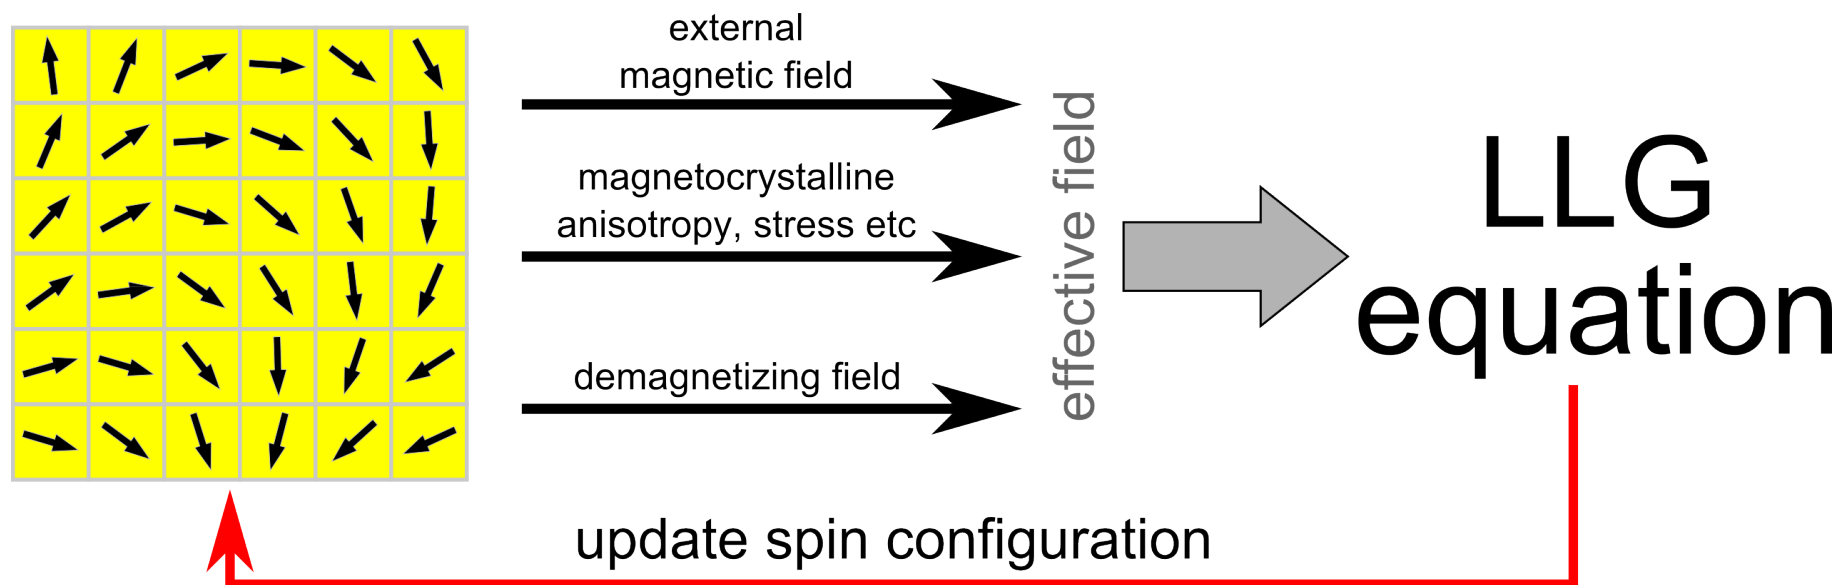 external
magnetic field
magnetocrystalline
anisotropy, stress etc
demagnetizing field
effective field
LLG
equation
update spin configuration